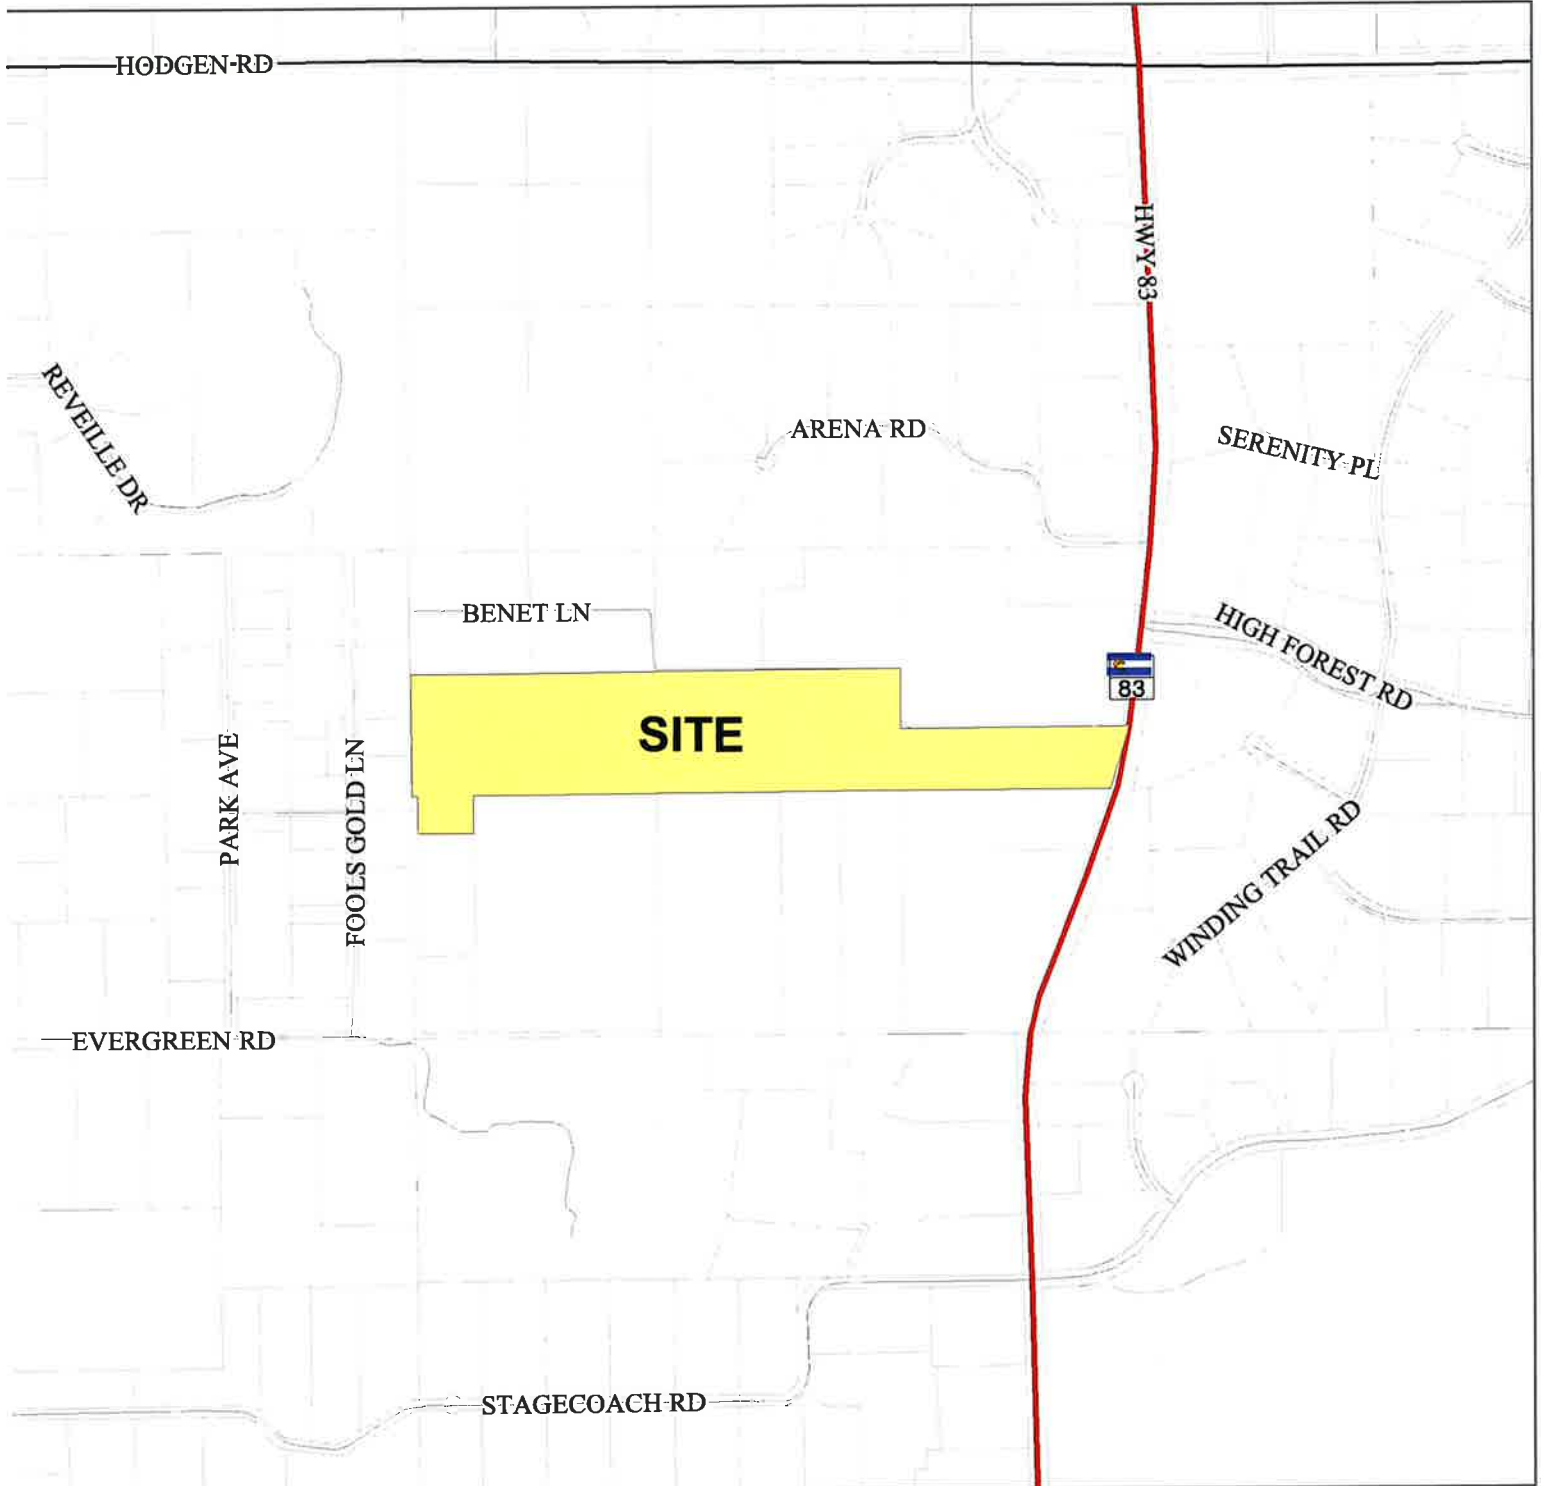 HODGEN RD
HWY 83
REVEILLE DR
ARENA RD
SERENITY PL
BENET LN
HIGH FOREST RD
83
SITE
PARK AVE
FOOLS GOLD LN
WINDING TRAIL RD
EVERGREEN RD
STAGECOACH RD